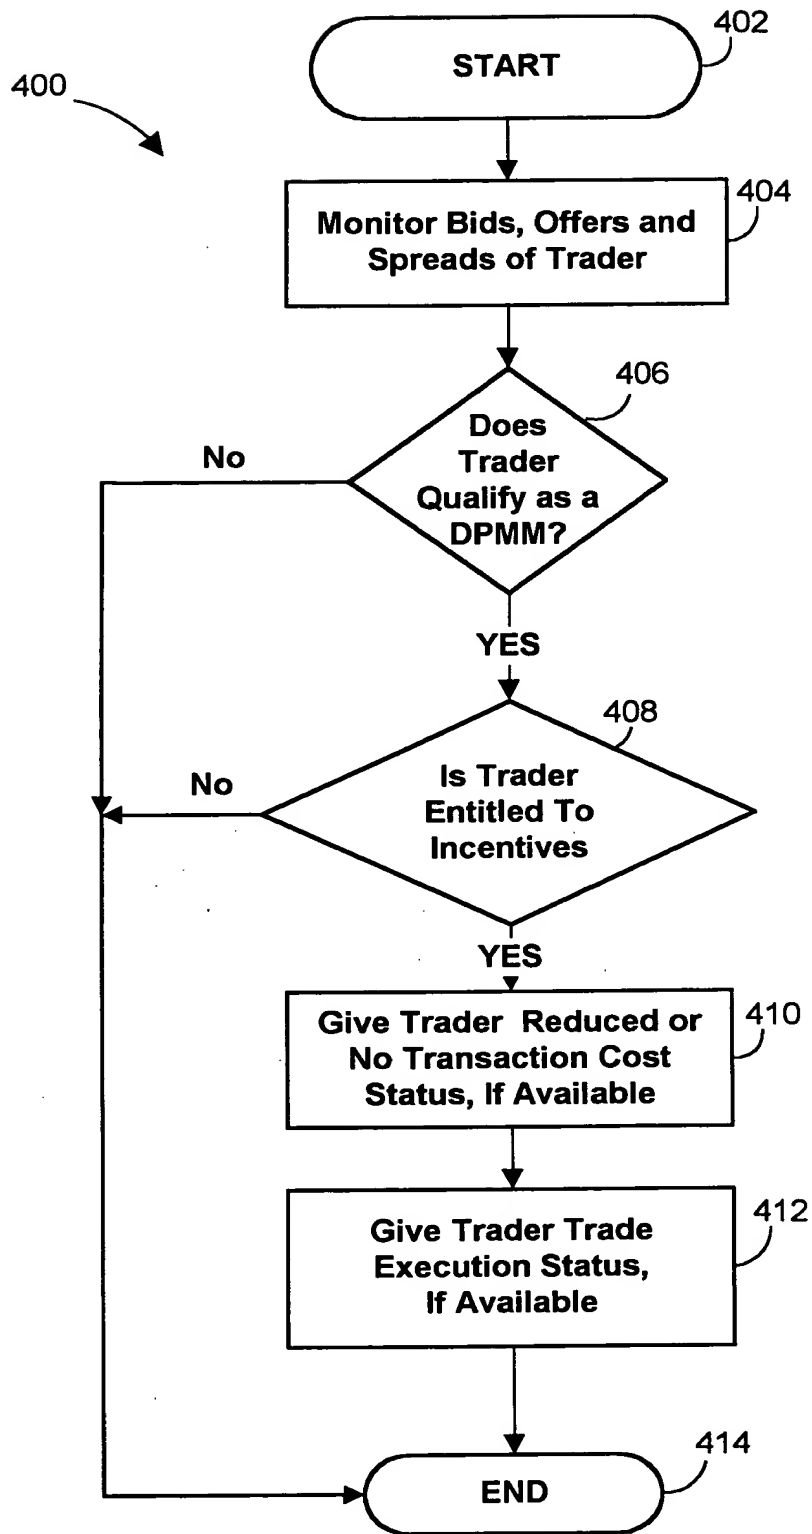 402
START
400
404
Monitor Bids, Offers and
Spreads of Trader
406
Does
Trader
Qualify as a
DPMM?
No
YES
408
Is Trader
Entitled To
Incentives
No
YES
410
Give Trader Reduced or
No Transaction Cost
Status, If Available
412
Give Trader Trade
Execution Status,
If Available
414
END